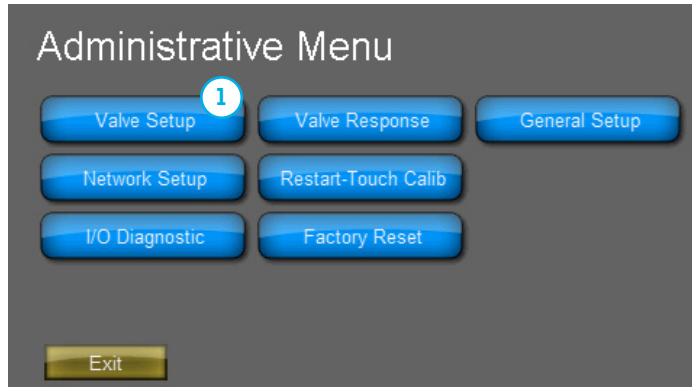 Administrative Menu
1
Valve Setup
Valve Response
General Setup
Network Setup
Restart-Touch Calib
I/O Diagnostic
Factory Reset
Exit